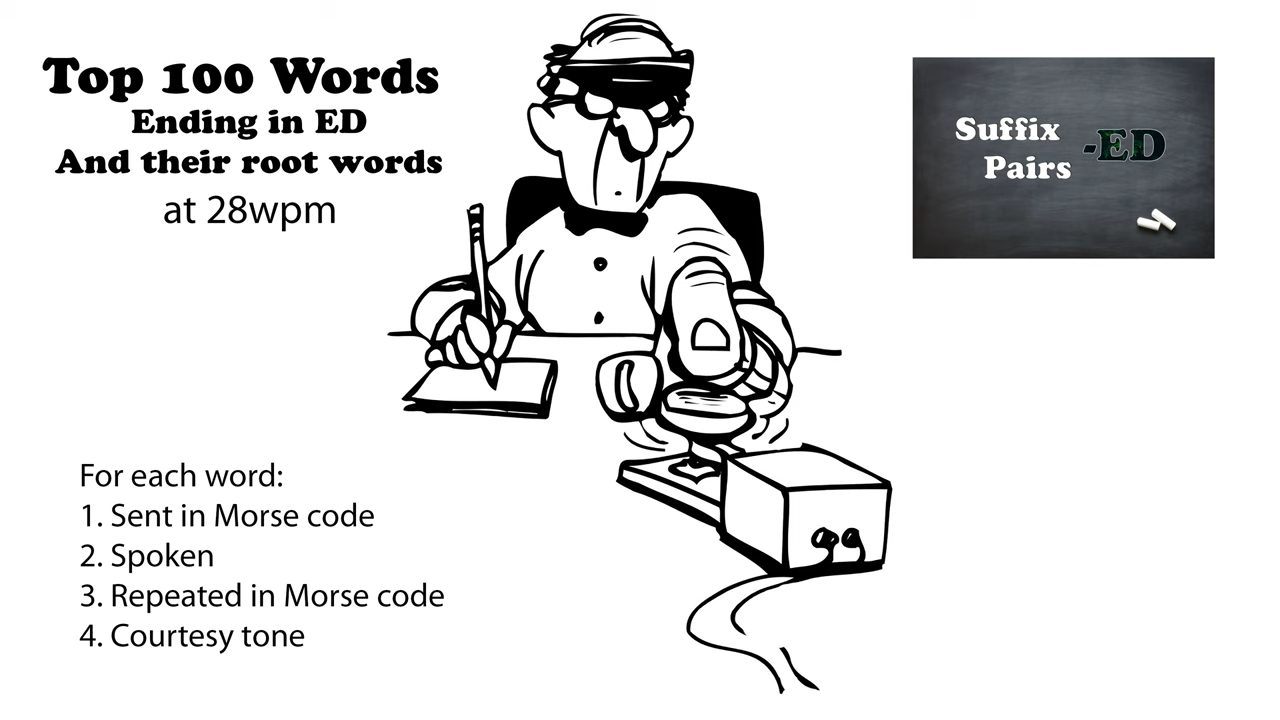 Top 100 Words
Ending in ED
And their root words
at 28wpm
Suffix
Pairs
-ED
For each word:
1. Sent in Morse code
2. Spoken
3. Repeated in Morse code
4. Courtesy tone